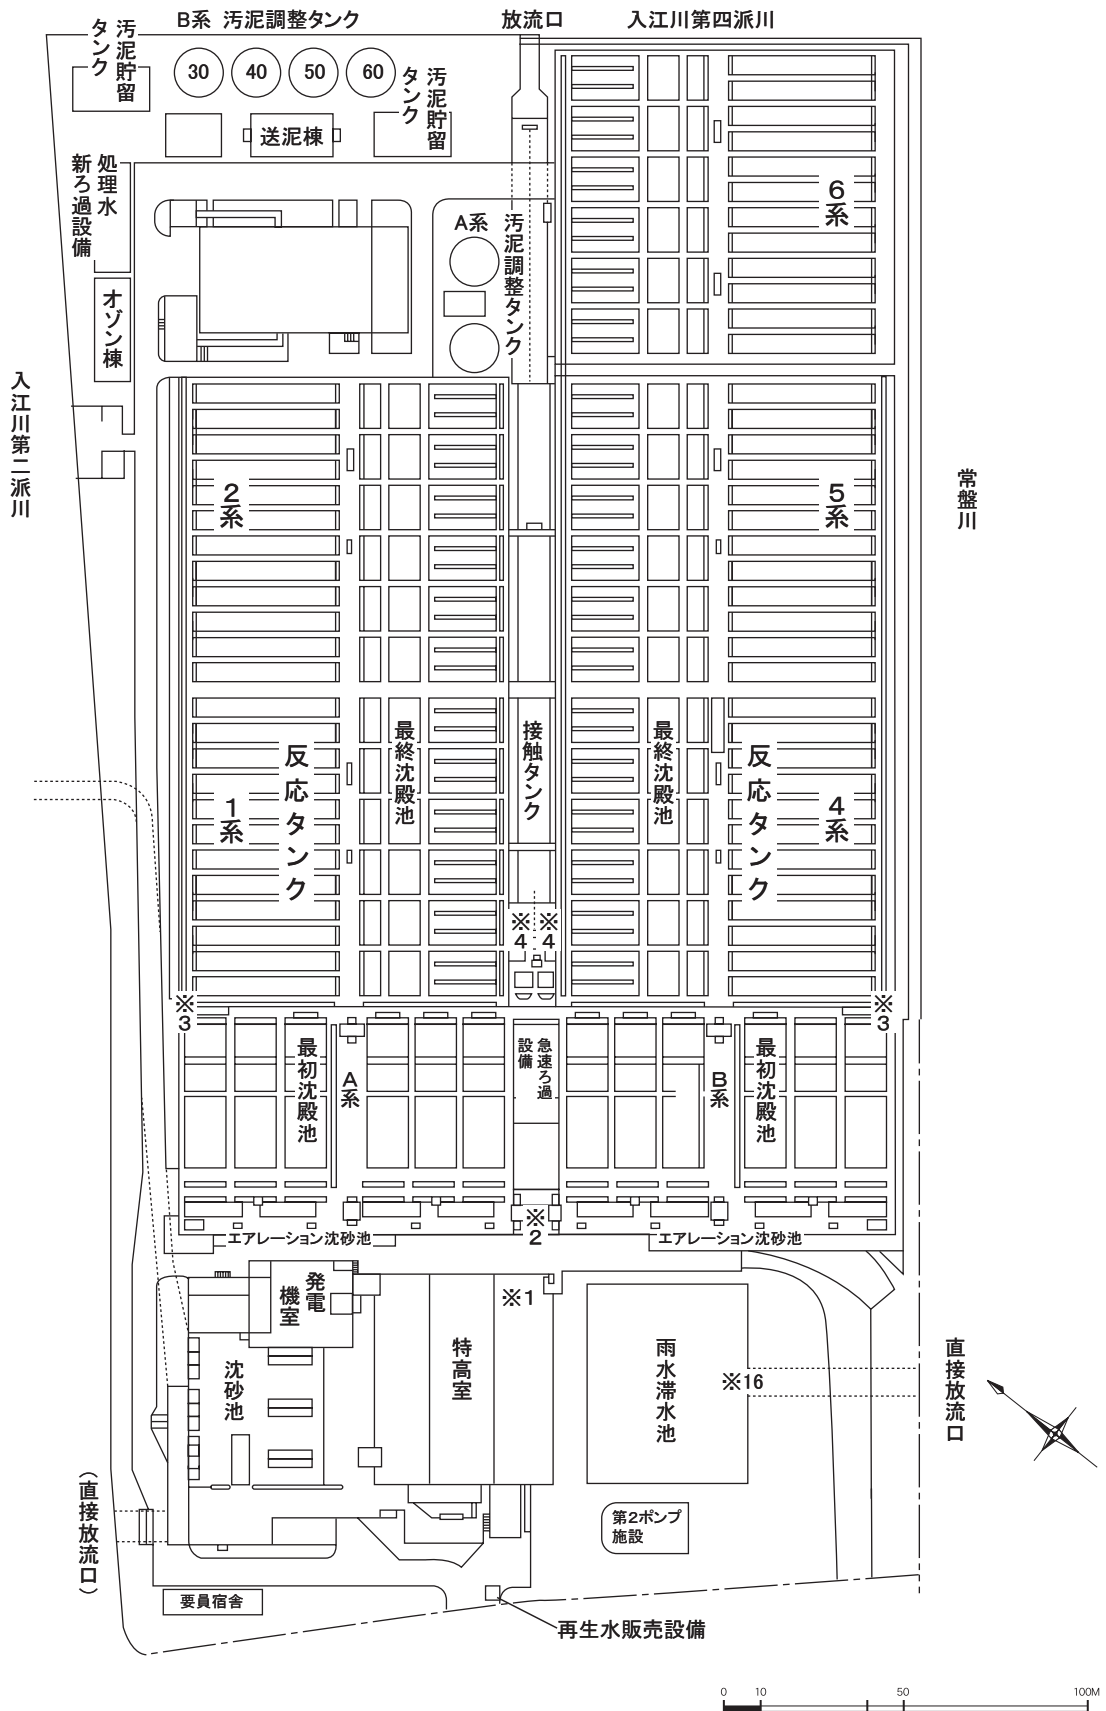 B系 汚泥調整タンク
放流口
入江川第四派川
汚泥貯留
タンク
30
40
50
60
汚泥貯留
タンク
送泥棟
処理水
新ろ過設備
オゾン棟
A系
汚泥調整タンク
6系
入江川第二派川
常盤川
2系
5系
1系
反応タンク
最終沈殿池
接触タンク
最終沈殿池
反応タンク
4系
※4
※4
※3
※3
最初沈殿池
A系
急速ろ過
設備
B系
最初沈殿池
エアレーション沈砂池
※2
エアレーション沈砂池
発電
機室
※1
沈砂池
特高室
雨水滞水池
※16
直接放流口
(直接放流口)
第2ポンプ
施設
要員宿舎
再生水販売設備
0 10 50 100M